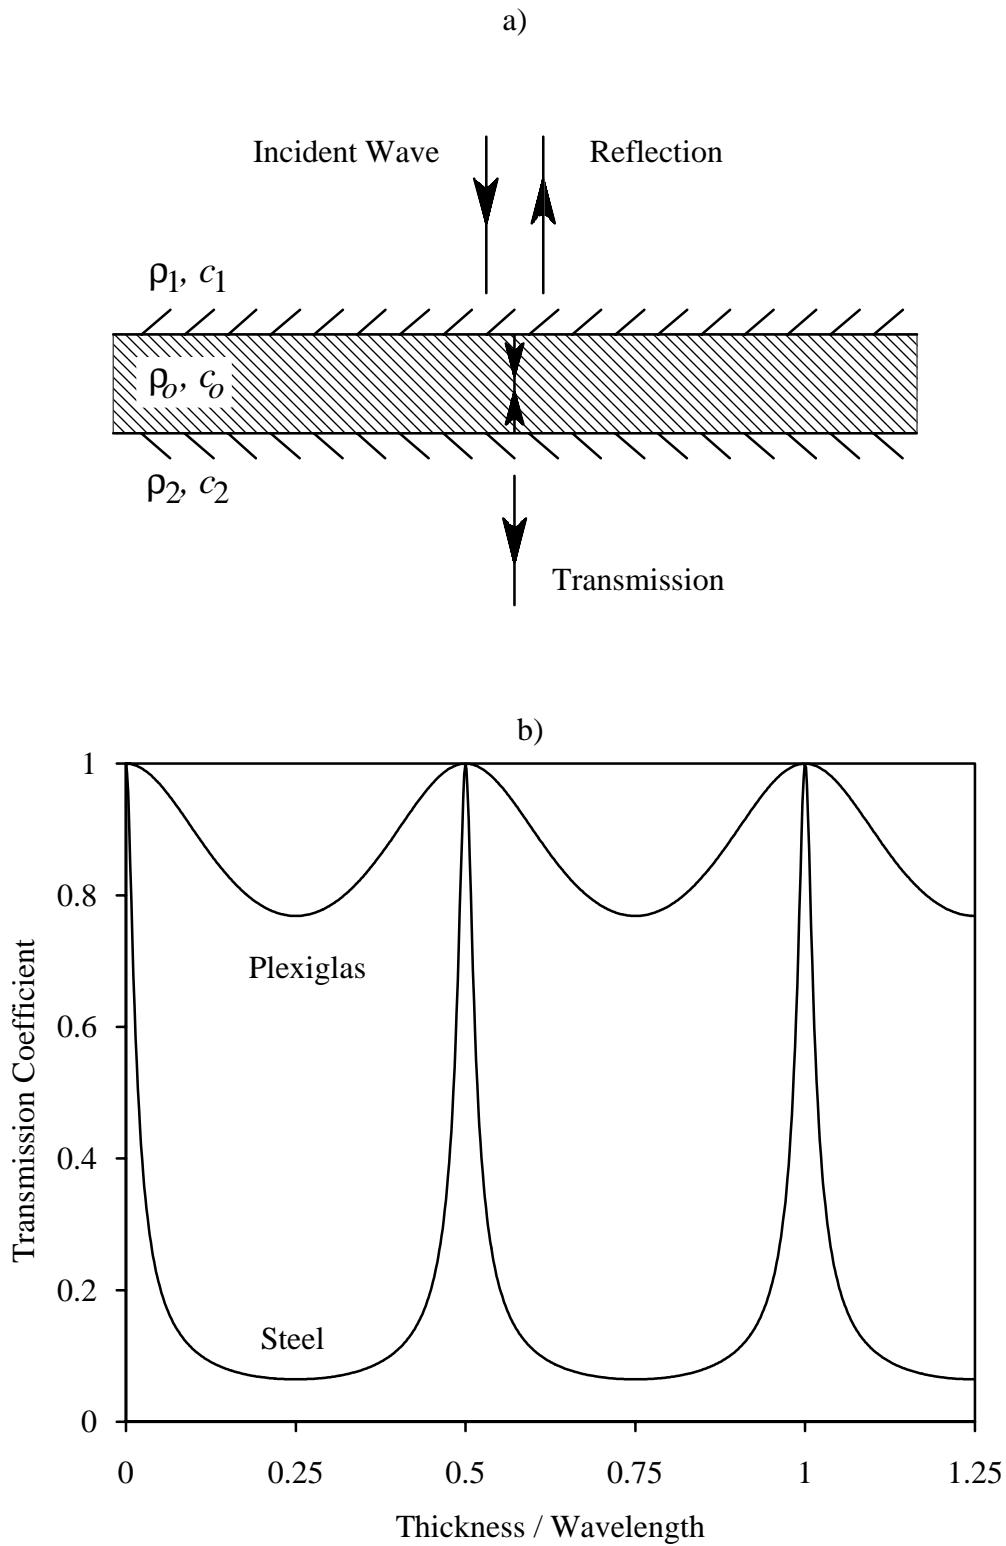 a)
Incident Wave
Reflection
ρ1, c1
ρo, co
ρ2, c2
Transmission
b)
1
0.8
0.6
0.4
0.2
0
Transmission Coefficient
Plexiglas
Steel
0 0.25 0.5 0.75 1 1.25
Thickness / Wavelength